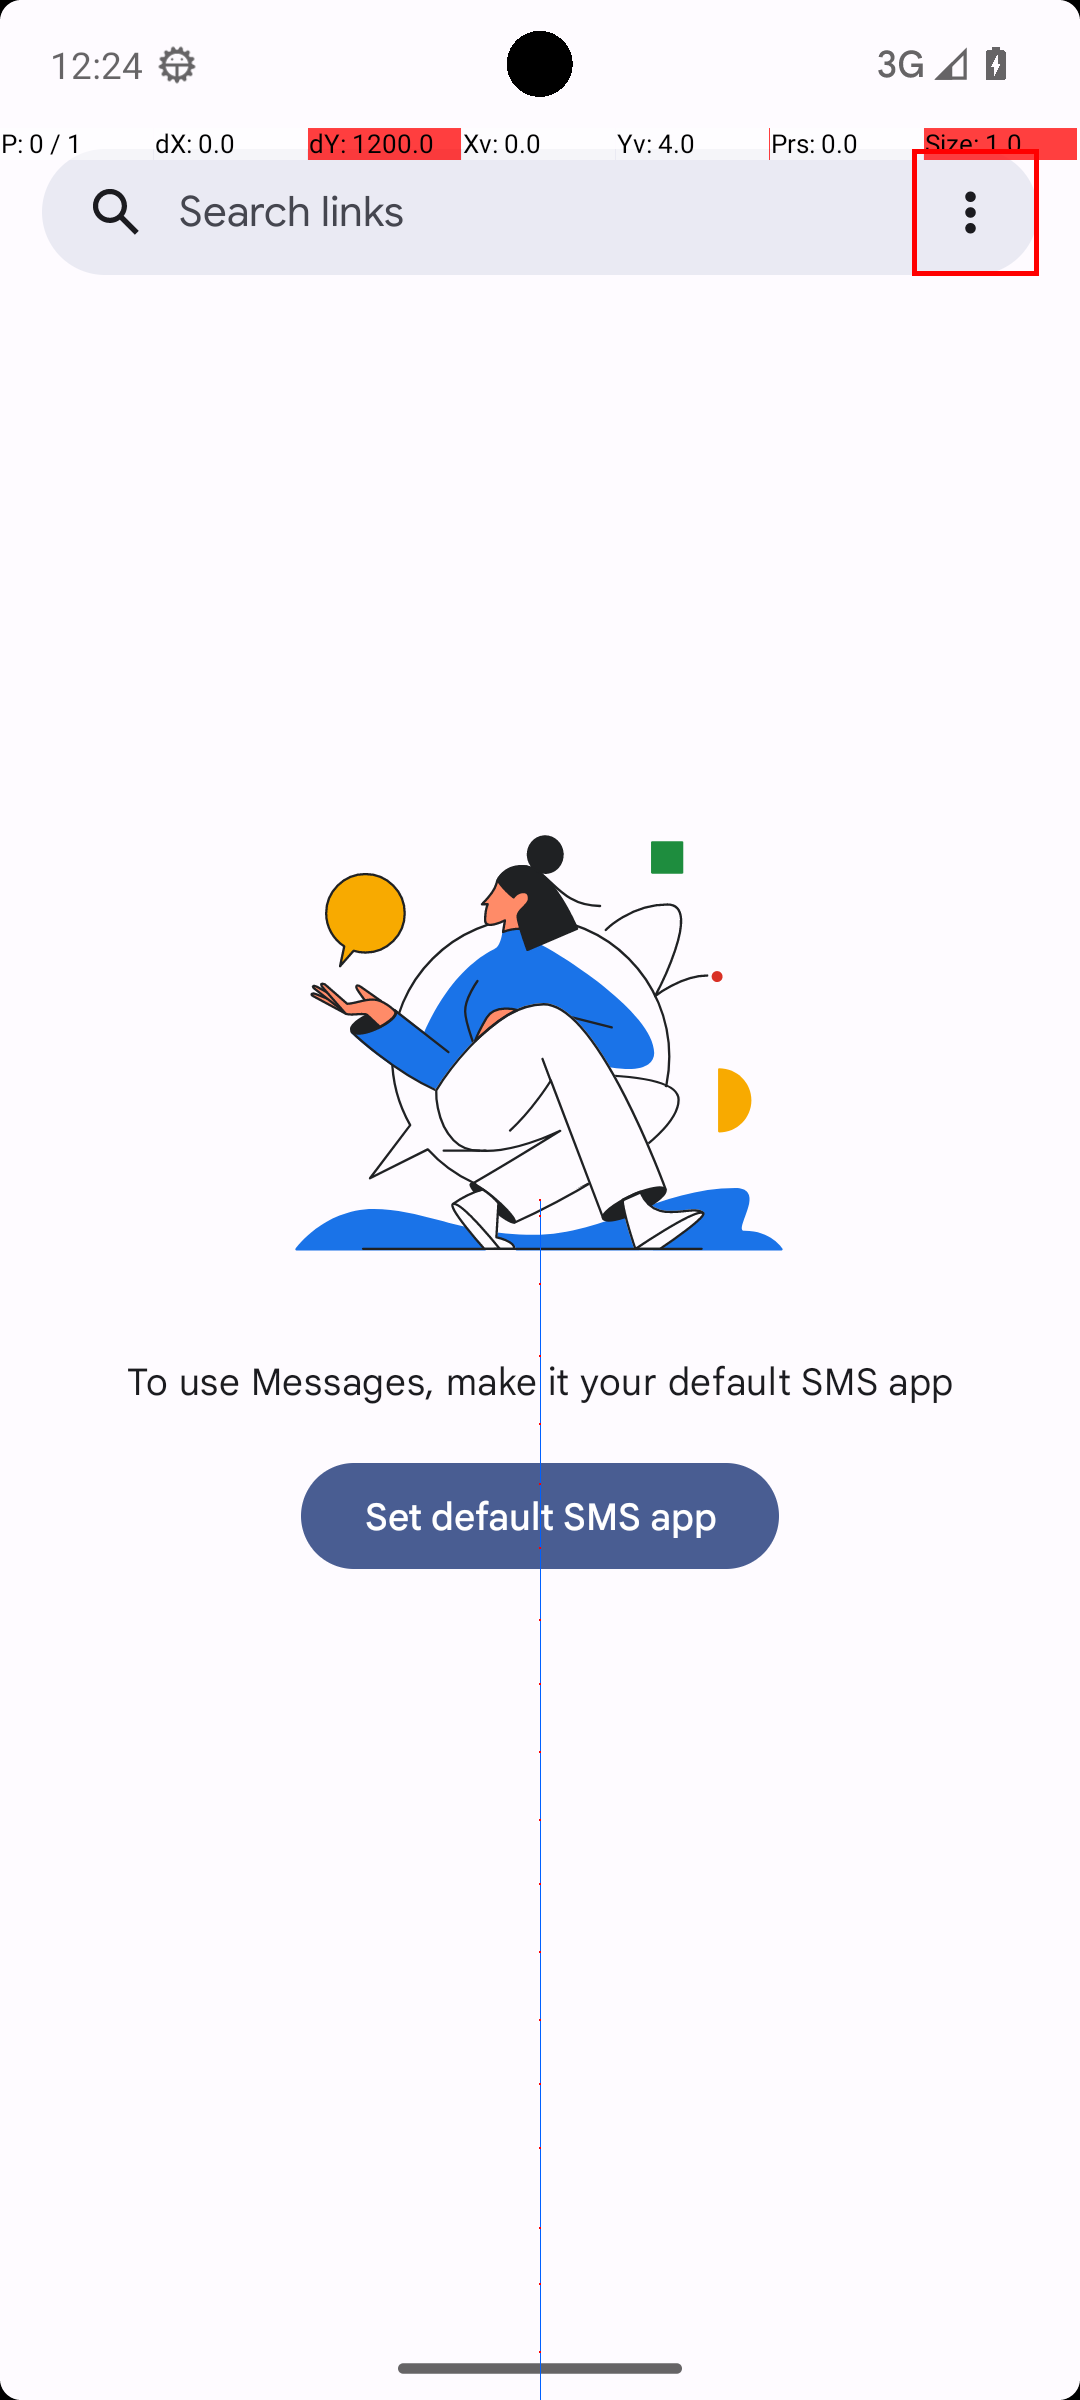 12:24
3G
P: 0 / 1 dX: 0.0 dY: 1200.0 Xv: 0.0 Yv: 4.0 Prs: 0.0 Size: 1.0
Search links
To use Messages, make it your default SMS app
Set default SMS app